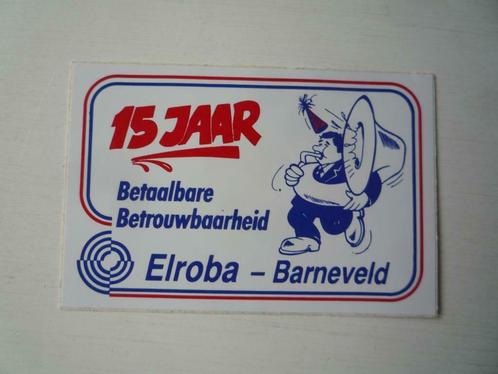 15 JAAR
Betaalbare
Betrouwbaarheid
Elroba - Barneveld